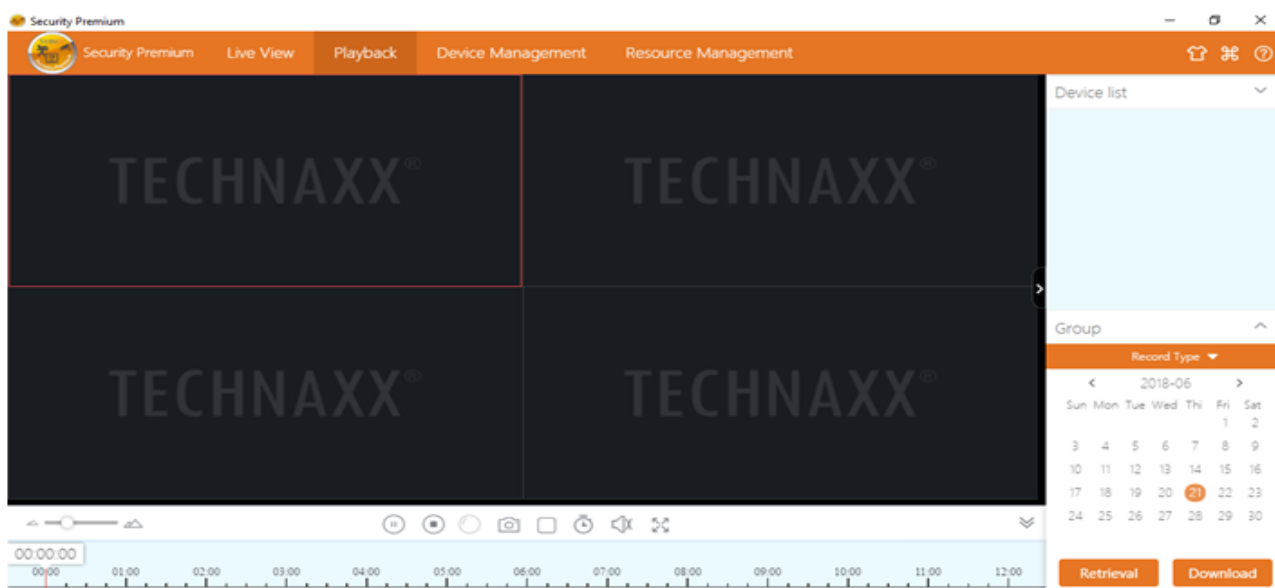 Security Premium
Security Premium Live View Playback Device Management Resource Management
Device list
TECHNAXX® TECHNAXX®
Group
Record Type
2018-06
Sun Mon Tue Wed Thi Fri Sat
1 2
3 4 5 6 7 8 9
10 11 12 13 14 15 16
17 18 19 20 21 22 23
24 25 26 27 28 29 30
TECHNAXX® TECHNAXX®
00:00:00
00:00 01:00 02:00 03:00 04:00 05:00 06:00 07:00 08:00 09:00 10:00 11:00 12:00
Retrieval Download